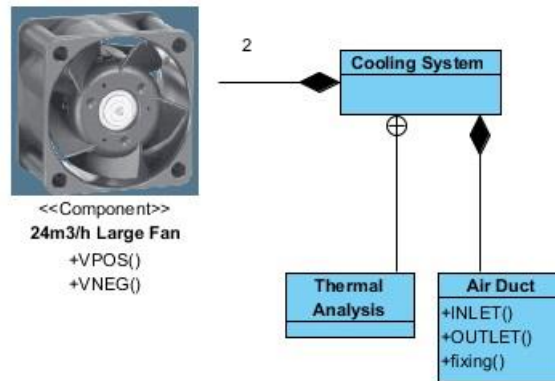 2
Cooling System
<<Component>>
24m3/h Large Fan
+VPOS()
+VNEG()
Thermal
Analysis
Air Duct
+INLET()
+OUTLET()
+fixing()